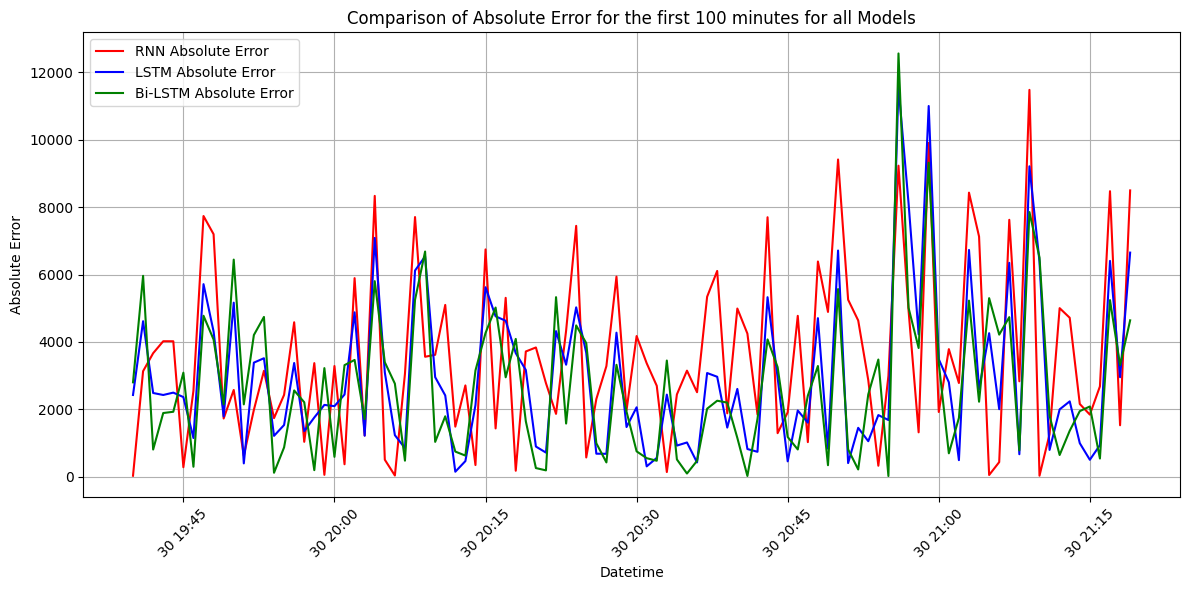 Comparison of Absolute Error for the first 100 minutes for all Models
RNN Absolute Error
LSTM Absolute Error
Bi-LSTM Absolute Error
12000
10000
8000
6000
4000
2000
0
Absolute Error
30 19:45
30 20:00
30 20:15
30 20:30
30 20:45
30 21:00
30 21:15
Datetime